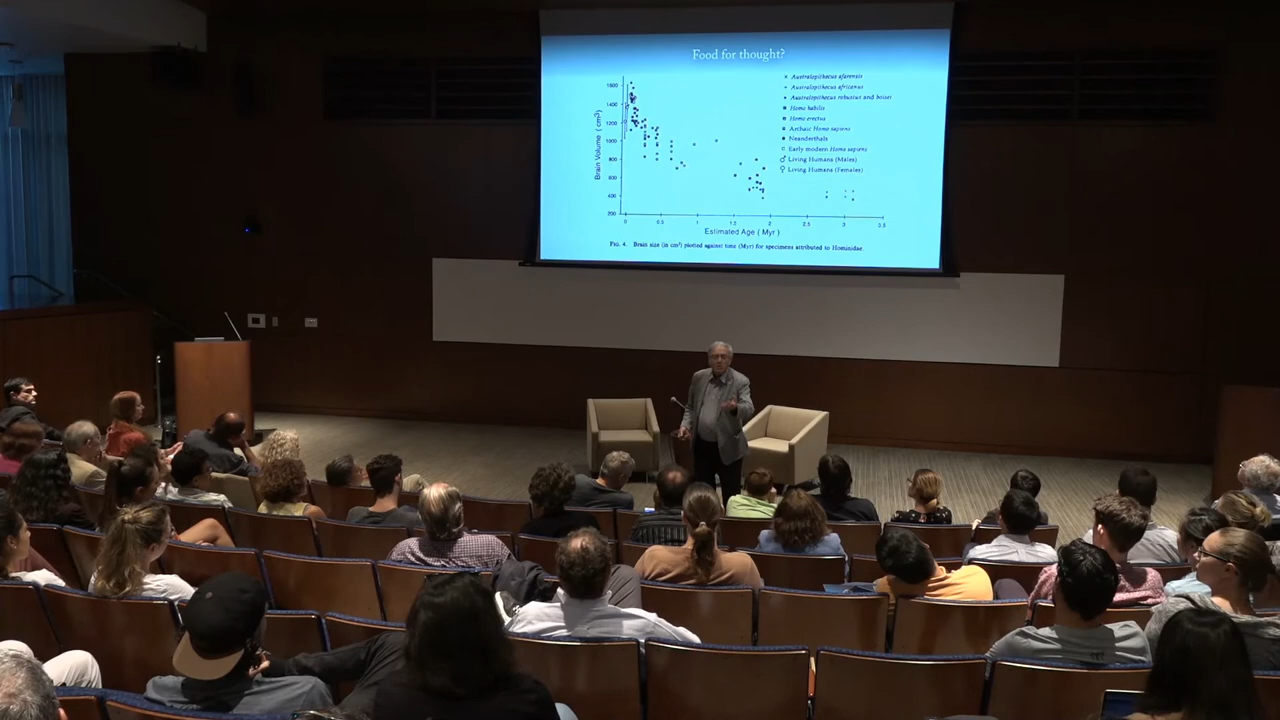 Food for thought?
1600
1400
1200
1000
800
600
400
200
Brain Volume (cm³)
0 0.5 1 1.5 2 2.5 3 3.5
Estimated Age ( Myr )
× Australopithecus afarensis
Australopithecus africanus
Australopithecus robustus and boisei
Homo habilis
Homo erectus
Archaic Homo sapiens
Neanderthals
Early modern Homo sapiens
♂ Living Humans (Males)
♀ Living Humans (Females)
FIG. 4. Brain size (in cm³) plotted against time (Myr) for specimens attributed to Hominidae.